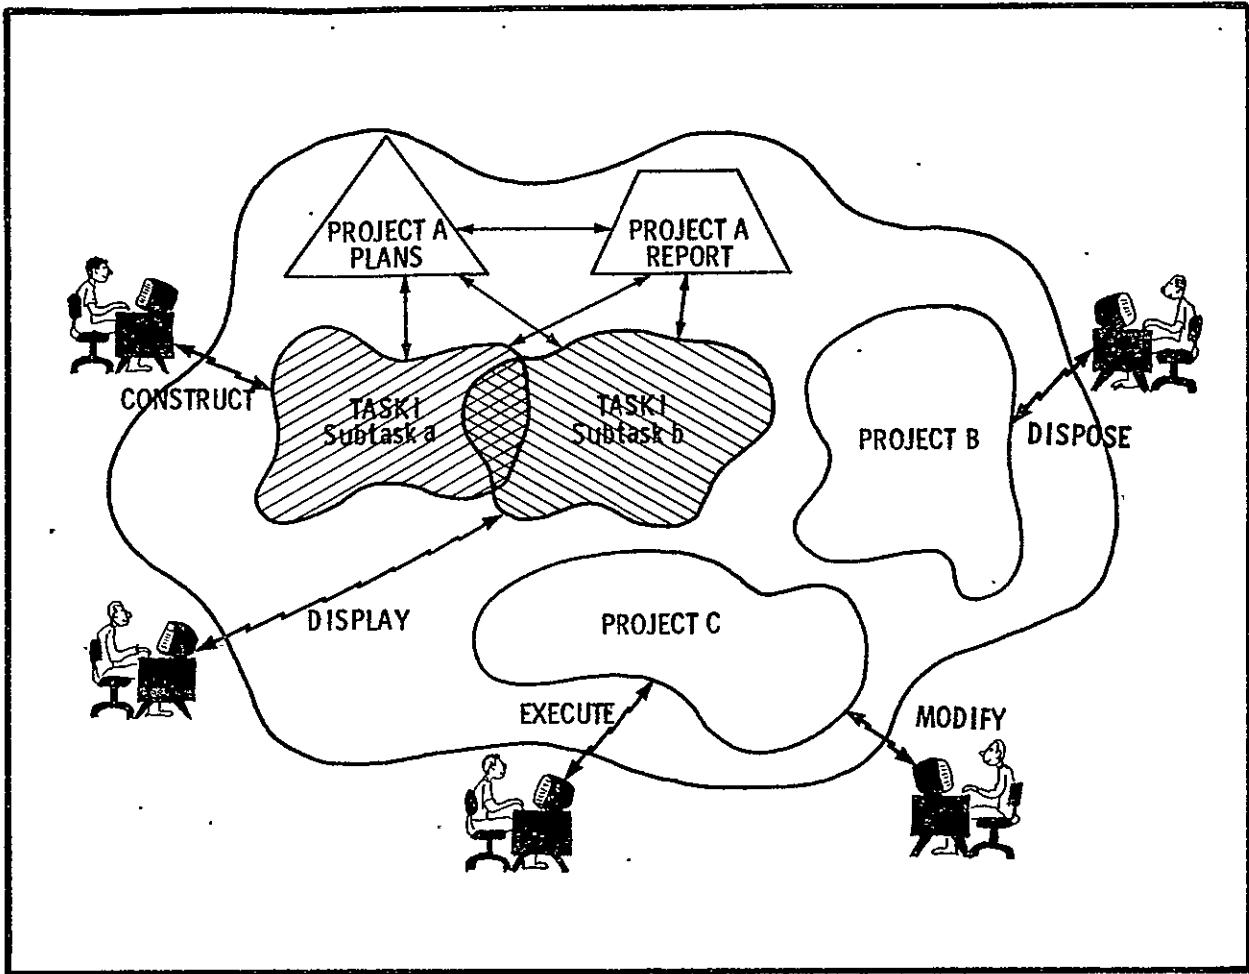 PROJECT A
PLANS
PROJECT A
REPORT
CONSTRUCT
TASK I
Subtask a
TASK I
Subtask b
PROJECT B
DISPOSE
DISPLAY
PROJECT C
EXECUTE
MODIFY